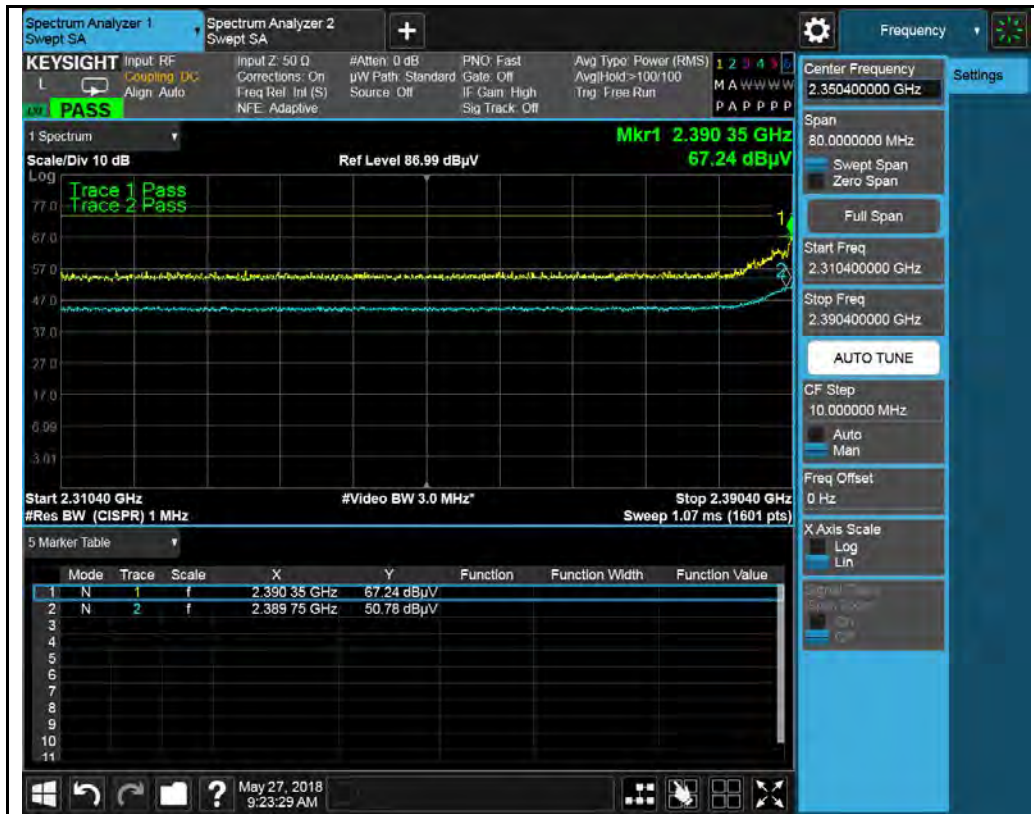 Spectrum Analyzer 1
Swept SA
Spectrum Analyzer 2
Swept SA
+
Frequency
KEYSIGHT
L
PASS
Input: RF
Coupling: DC
Align: Auto
Input Z: 50 Ω
Corrections: On
Freq Ref: Int (S)
NFE: Adaptive
#Atten: 0 dB
µW Path: Standard
Source: Off
PNO: Fast
Gate: Off
IF Gain: High
Sig Track: Off
Avg Type: Power (RMS)
Avg|Hold:>100/100
Trig: Free Run
1 2 3 4 5 6
M A W W W W
P A P P P P
1 Spectrum
Mkr1 2.390 35 GHz
Scale/Div 10 dB
Ref Level 86.99 dBµV
67.24 dBµV
Log
Trace 1 Pass
Trace 2 Pass
77.0
1
67.0
57.0
2
47.0
37.0
27.0
17.0
6.99
-3.01
Start 2.31040 GHz
#Video BW 3.0 MHz*
Stop 2.39040 GHz
#Res BW (CISPR) 1 MHz
Sweep 1.07 ms (1601 pts)
5 Marker Table
Mode Trace Scale X Y Function Function Width Function Value
1 N 1 f 2.390 35 GHz 67.24 dBµV
2 N 2 f 2.389 75 GHz 50.78 dBµV
3
4
5
6
7
8
9
10
11
Center Frequency
2.350400000 GHz
Settings
Span
80.0000000 MHz
Swept Span
Zero Span
Full Span
Start Freq
2.310400000 GHz
Stop Freq
2.390400000 GHz
AUTO TUNE
CF Step
10.000000 MHz
Auto
Man
Freq Offset
0 Hz
X Axis Scale
Log
Lin
?
May 27, 2018
9:23:29 AM